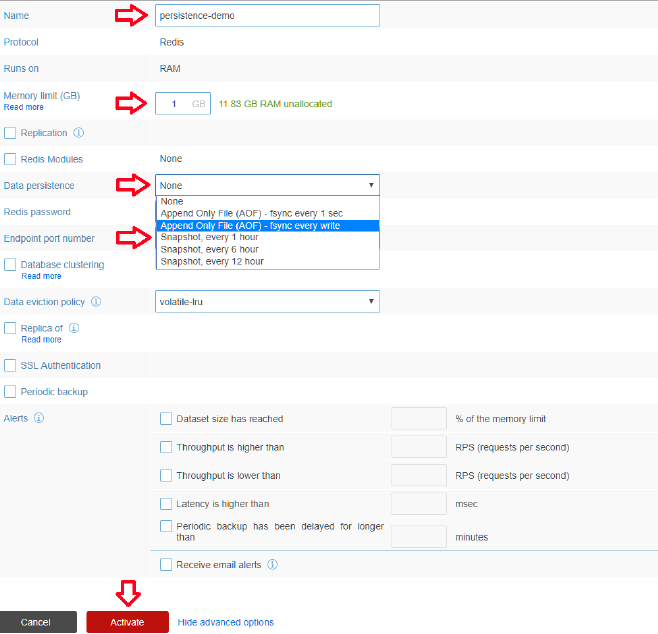 Name persistence-demo
Protocol Redis
Runs on RAM
Memory limit (GB)
Read more
1 GB 11.83 GB RAM unallocated
Replication
Redis Modules None
Data persistence None
None
Append Only File (AOF) - fsync every 1 sec
Redis password
Append Only File (AOF) - fsync every write
Endpoint port number Snapshot, every 1 hour
Snapshot, every 6 hour
Database clustering Snapshot, every 12 hour
Read more
Data eviction policy volatile-lru
Replica of
Read more
SSL Authentication
Periodic backup
Alerts Dataset size has reached % of the memory limit
Throughput is higher than RPS (requests per second)
Throughput is lower than RPS (requests per second)
Latency is higher than msec
Periodic backup has been delayed for longer
than minutes
Receive email alerts
Cancel Activate Hide advanced options